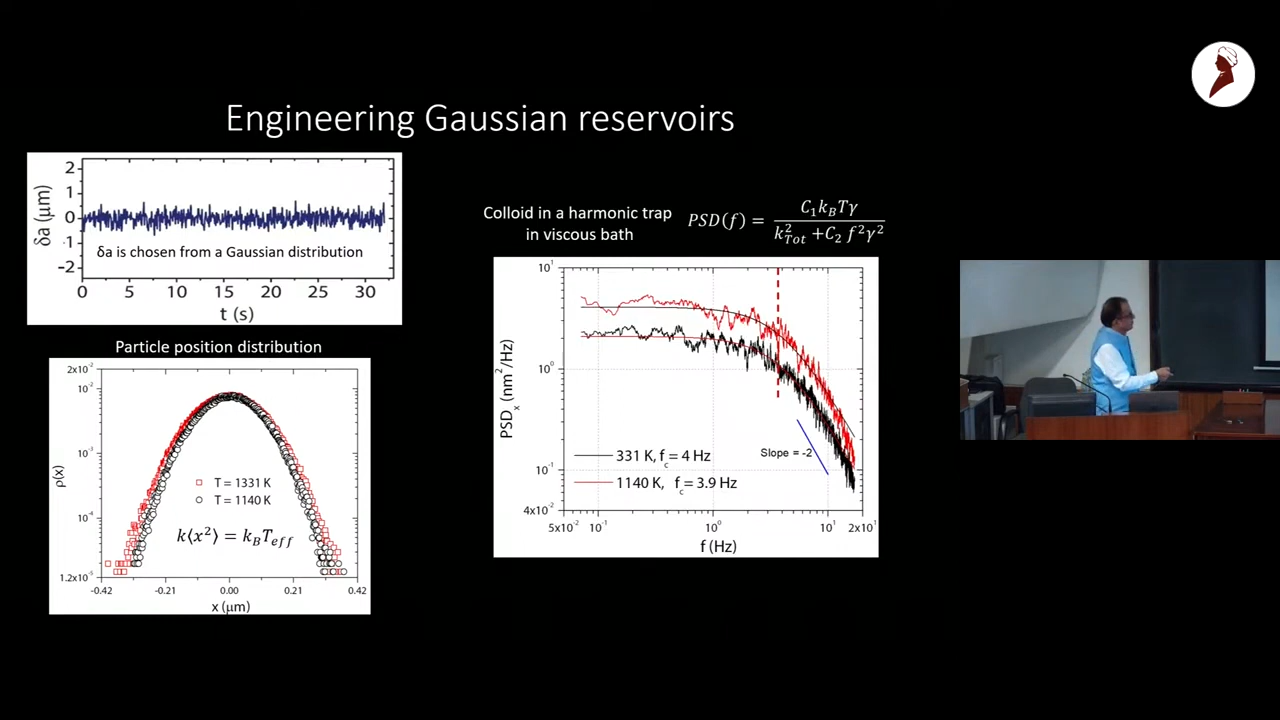 Engineering Gaussian reservoirs
2
1
0
-1
-2
δa (μm)
δa is chosen from a Gaussian distribution
0 5 10 15 20 25 30
t (s)
Particle position distribution
2x10⁻²
10⁻²
10⁻³
10⁻⁴
1.2x10⁻⁵
ρ(x)
T = 1331 K
T = 1140 K
k⟨x²⟩ = k_BT_eff
-0.42 -0.21 0.00 0.21 0.42
x (μm)
Colloid in a harmonic trap
in viscous bath
PSD(f) = C₁k_BTγ / k²_Tot +C₂ f²γ²
10¹
10⁰
10⁻¹
4x10⁻²
PSDₓ (nm²/Hz)
Slope = -2
331 K, f_c = 4 Hz
1140 K, f_c = 3.9 Hz
5x10⁻² 10⁻¹ 10⁰ 10¹ 2x10¹
f (Hz)